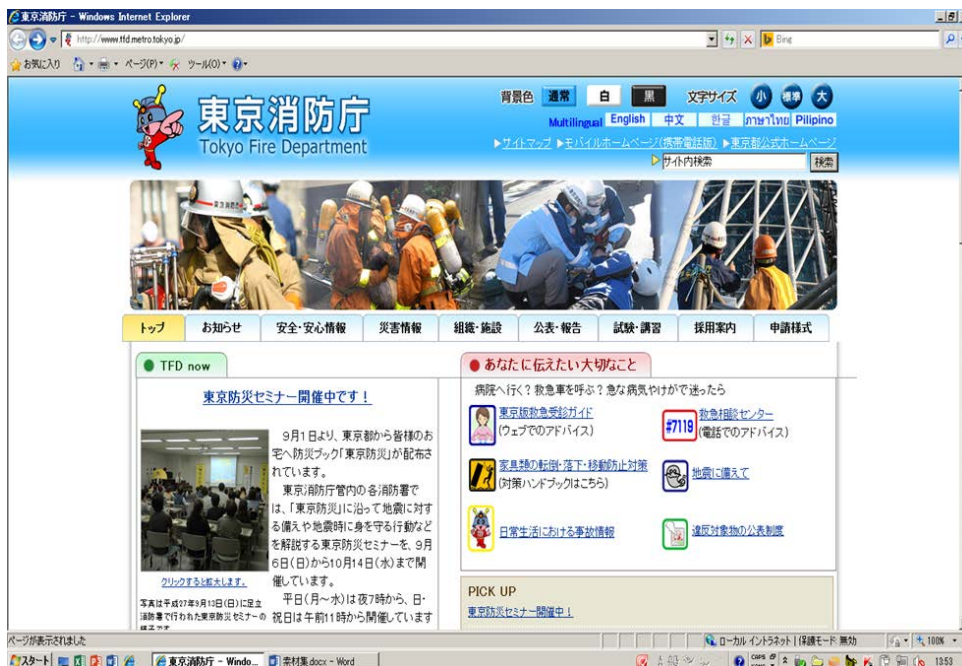 東京消防庁 - Windows Internet Explorer
http://www.tfd.metro.tokyo.jp/
Bing
お気に入り ページ(P) ツール(O)
東京消防庁
Tokyo Fire Department
背景色 通常 白 黒 文字サイズ 小 標準 大
Multilingual English 中文 한글 ภาษาไทย Pilipino
▶サイトマップ ▶モバイルホームページ(携帯電話版) ▶東京都公式ホームページ
サイト内検索 検索
トップ お知らせ 安全・安心情報 災害情報 組織・施設 公表・報告 試験・講習 採用案内 申請様式
TFD now
東京防災セミナー開催中です!
9月1日より、東京都から皆様のお
宅へ防災ブック「東京防災」が配布さ
れています。
東京消防庁管内の各消防署で
は、「東京防災」に沿って地震に対す
る備えや地震時に身を守る行動など
を解説する東京防災セミナーを、9月
6日(日)から10月14日(水)まで開
催しています。
平日(月~水)は夜7時から、日・
祝日は午前11時から開催しています
クリックすると拡大します。
写真は平成27年9月13日(日)に足立
消防署で行われた東京防災セミナーの
様子です
あなたに伝えたい大切なこと
病院へ行く?救急車を呼ぶ?急な病気やけがで迷ったら
東京版救急受診ガイド
(ウェブでのアドバイス)
#7119
救急相談センター
(電話でのアドバイス)
家具類の転倒・落下・移動防止対策
(対策ハンドブックはこちら)
地震に備えて
日常生活における事故情報
違反対象物の公表制度
PICK UP
東京防災セミナー開催中!
ページが表示されました
ローカル イントラネット | 保護モード: 無効
100%
スタート
東京消防庁 - Windo...
素材集.docx - Word
CAPS
13:53